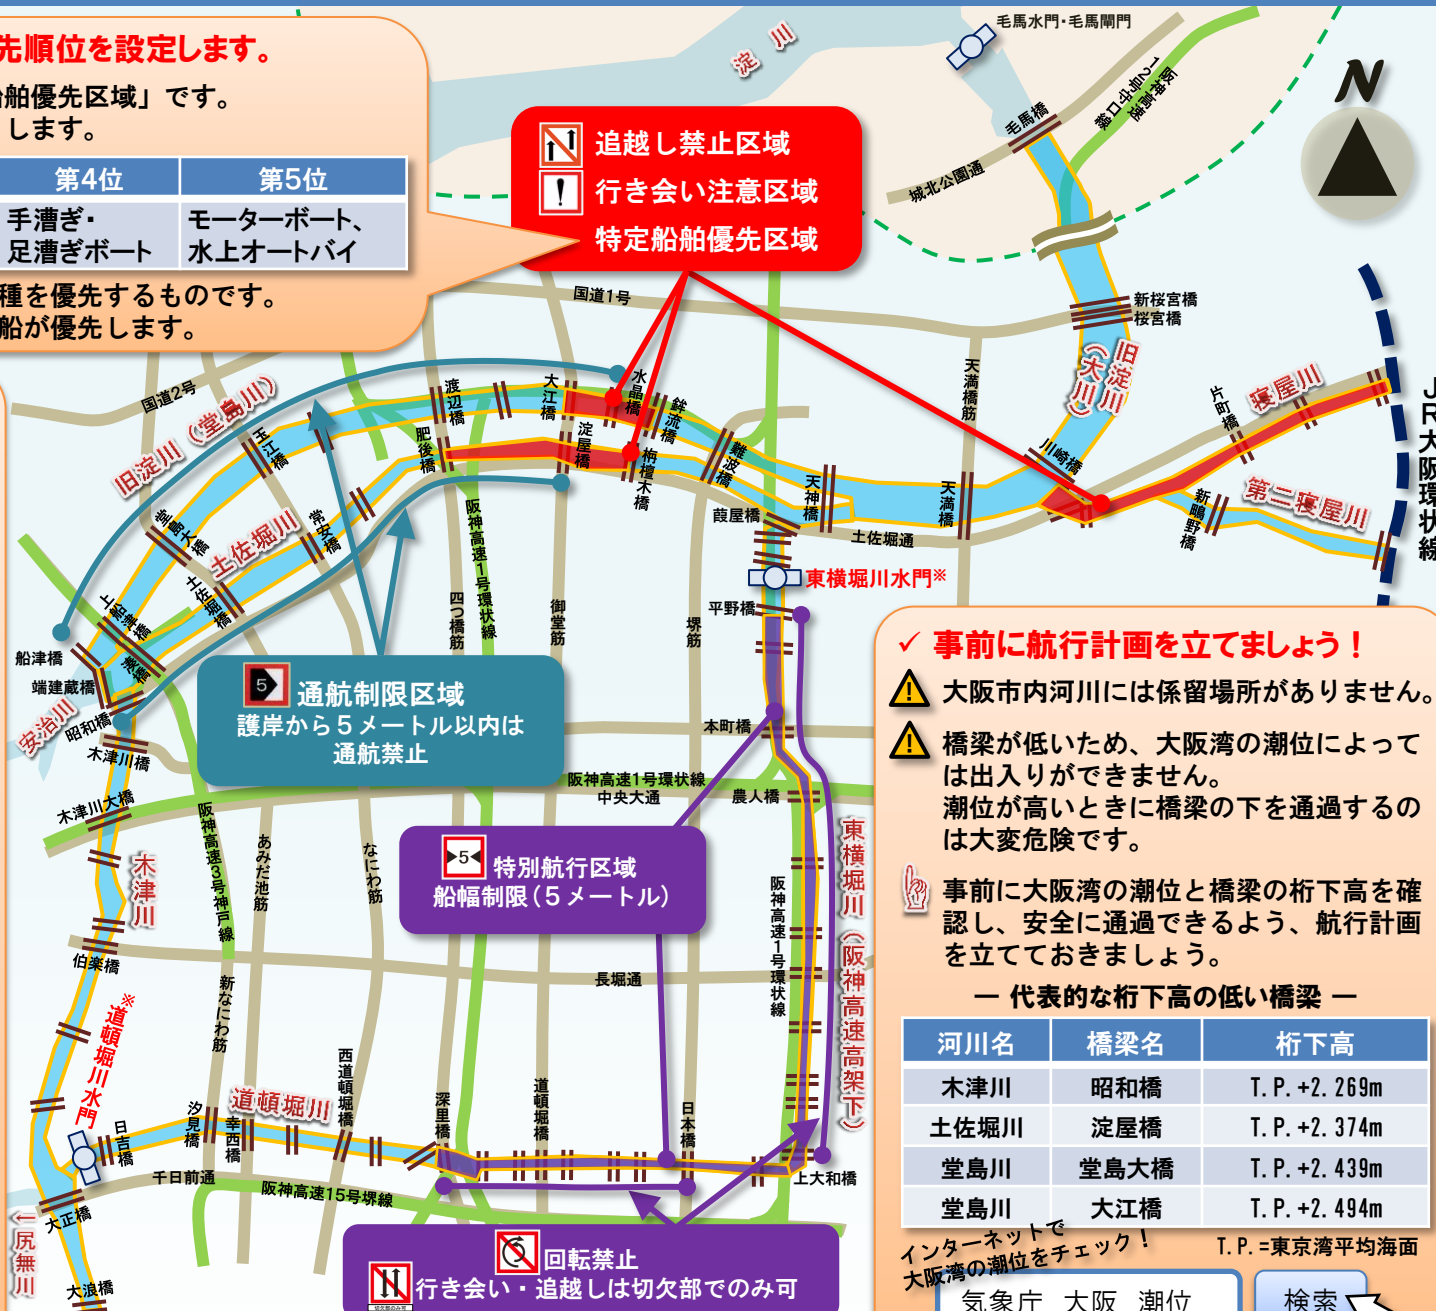 先順位を設定します。
船舶優先区域」です。
します。
第4位
第5位
手漕ぎ・
足漕ぎボート
モーターボート、
水上オートバイ
種を優先するものです。
船が優先します。
追越し禁止区域
行き会い注意区域
特定船舶優先区域
淀川
毛馬水門・毛馬閘門
阪神高速
12号守口線
毛馬橋
城北公園通
N
国道1号
新桜宮橋
桜宮橋
旧淀川
(大川)
国道2号
旧淀川(堂島川)
玉江橋
渡辺橋
大江橋
水晶橋
鉾流橋
難波橋
肥後橋
淀屋橋
栴檀木橋
天神橋
天満橋筋
天満橋
川崎橋
片町橋
寝屋川
新鴫野橋
第二寝屋川
JR大阪環状線
堂島大橋
土佐堀川
常安橋
土佐堀橋
上船津橋
湊橋
船津橋
端建蔵橋
昭和橋
安治川
木津川橋
木津川大橋
阪神高速1号環状線
四つ橋筋
御堂筋
堺筋
葭屋橋
土佐堀通
東横堀川水門※
平野橋
5
通航制限区域
護岸から5メートル以内は
通航禁止
本町橋
阪神高速1号環状線
中央大通
農人橋
5
特別航行区域
船幅制限(5メートル)
東横堀川(阪神高速高架下)
阪神高速1号環状線
木津川
阪神高速3号神戸線
あみだ池筋
なにわ筋
伯楽橋
長堀通
新なにわ筋
※道頓堀川水門
日吉橋
汐見橋
幸西橋
道頓堀川
西道頓堀橋
深里橋
道頓堀橋
日本橋
上大和橋
千日前通
阪神高速15号堺線
大正橋
←尻無川
大浪橋
回転禁止
行き会い・追越しは切欠部でのみ可
切欠部のみ可
✓ 事前に航行計画を立てましょう!
大阪市内河川には係留場所がありません。
橋梁が低いため、大阪湾の潮位によって
は出入りができません。
潮位が高いときに橋梁の下を通過するの
は大変危険です。
事前に大阪湾の潮位と橋梁の桁下高を確
認し、安全に通過できるよう、航行計画
を立てておきましょう。
― 代表的な桁下高の低い橋梁 ―
河川名 橋梁名 桁下高
木津川 昭和橋 T.P.+2.269m
土佐堀川 淀屋橋 T.P.+2.374m
堂島川 堂島大橋 T.P.+2.439m
堂島川 大江橋 T.P.+2.494m
T.P.=東京湾平均海面
インターネットで
大阪湾の潮位をチェック!
気象庁 大阪 潮位
検索